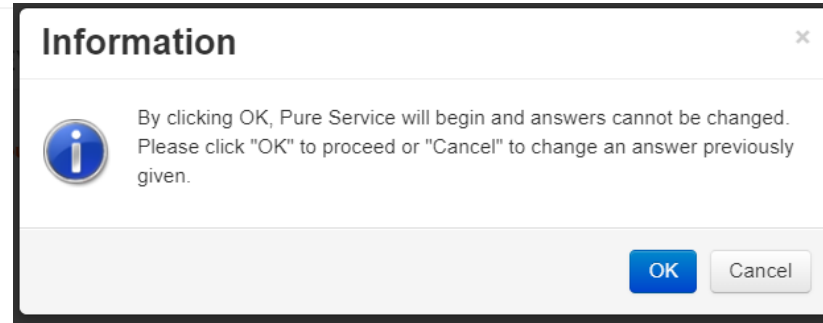 Information
×
By clicking OK, Pure Service will begin and answers cannot be changed.
Please click "OK" to proceed or "Cancel" to change an answer previously
given.
OK
Cancel